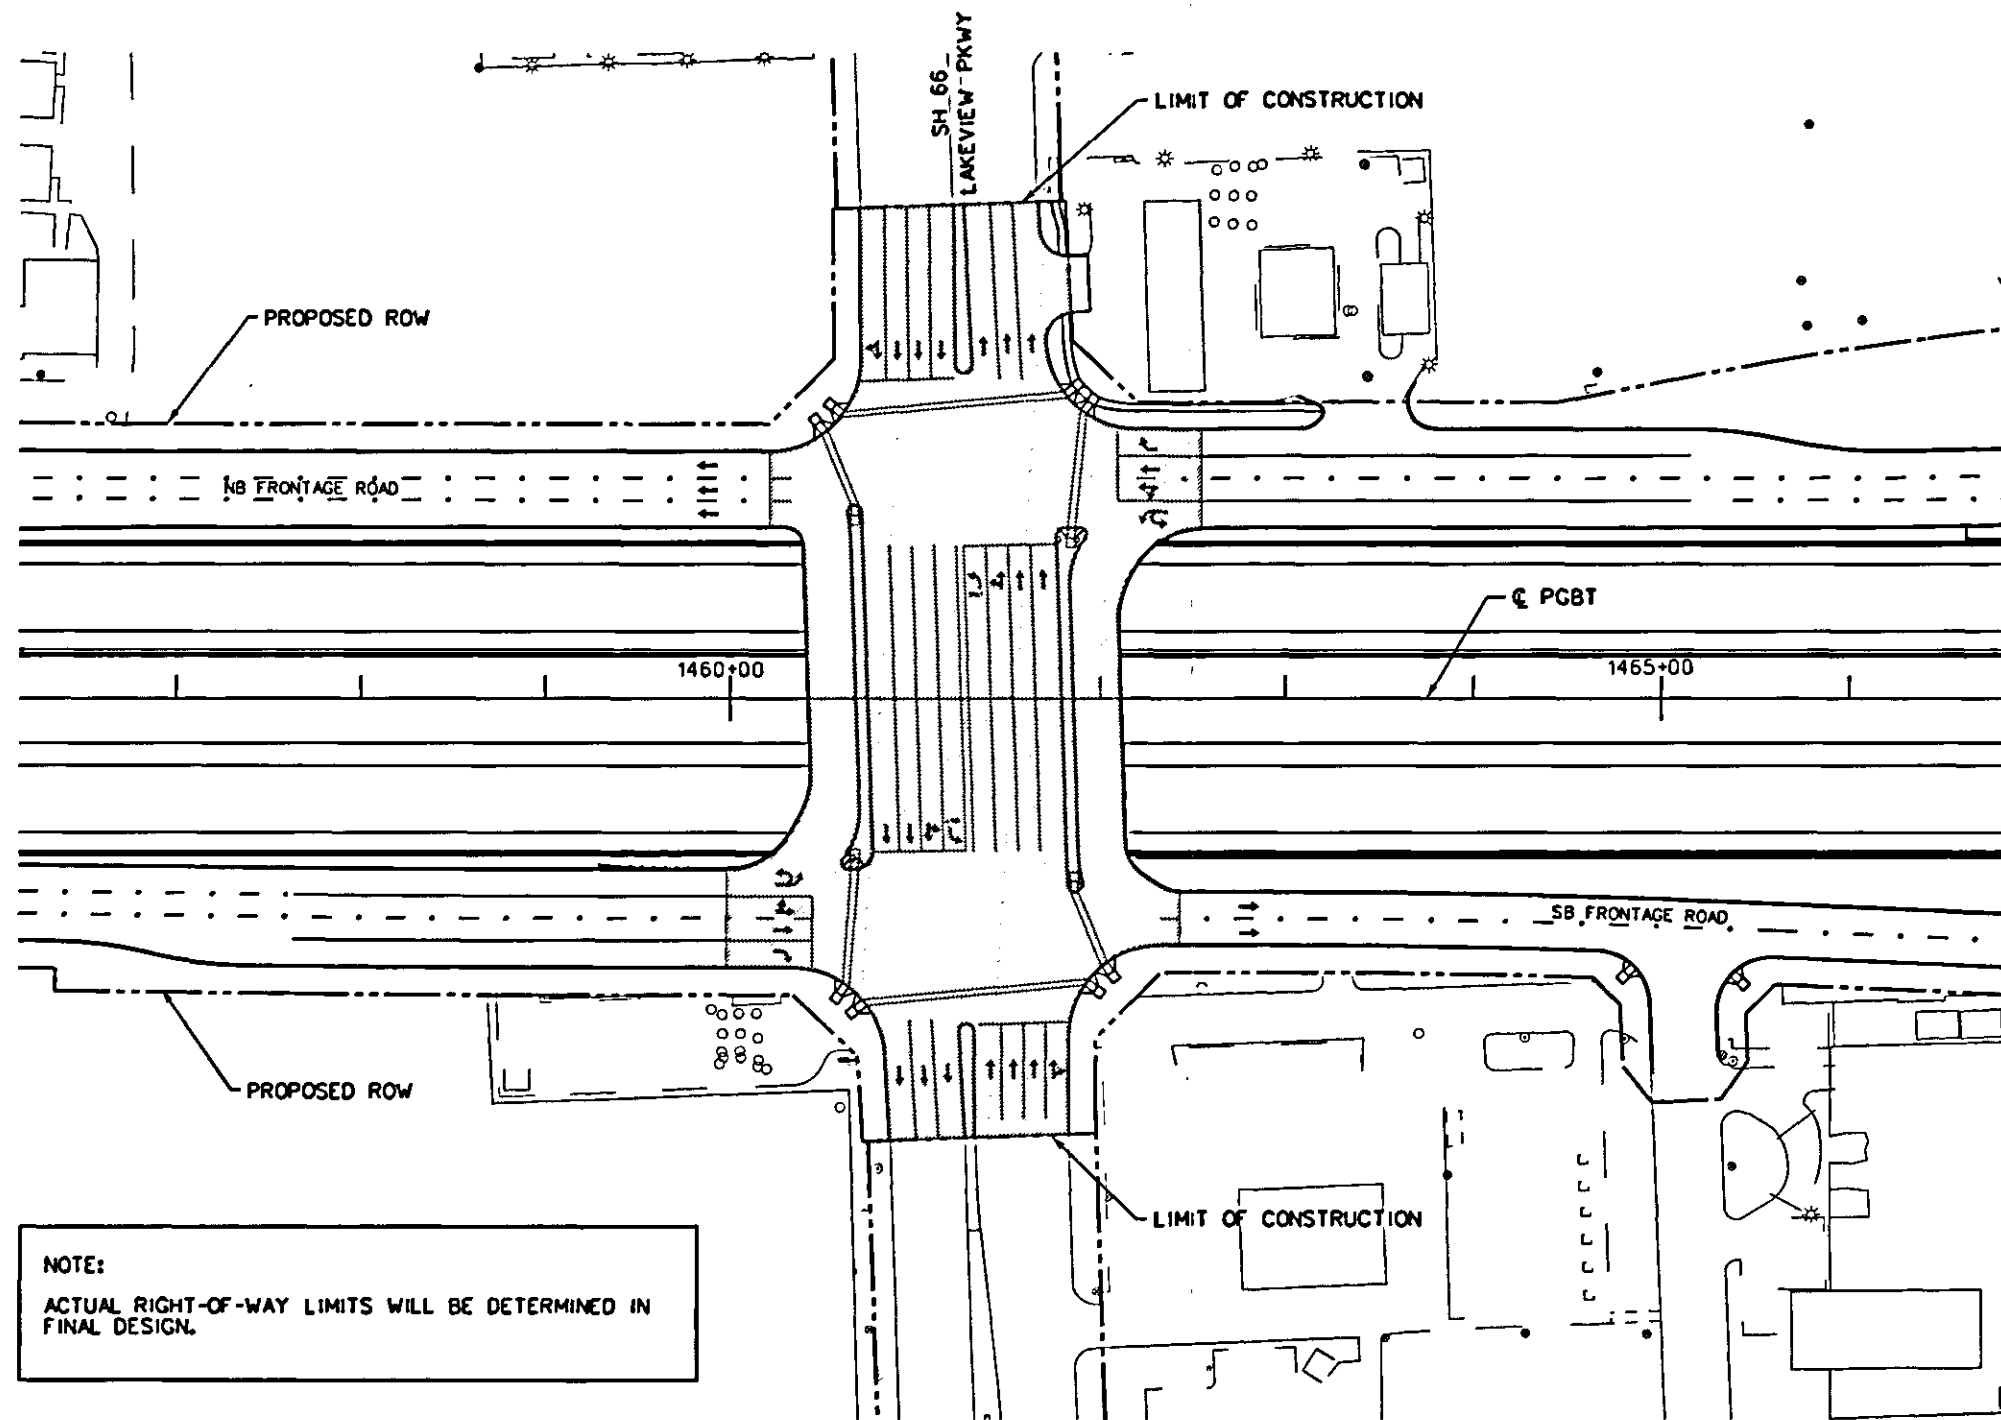 SH 66
LAKEVIEW PKWY
LIMIT OF CONSTRUCTION
PROPOSED ROW
NB FRONTAGE ROAD
℄ PGBT
1460+00
1465+00
SB FRONTAGE ROAD
PROPOSED ROW
LIMIT OF CONSTRUCTION
NOTE:
ACTUAL RIGHT-OF-WAY LIMITS WILL BE DETERMINED IN
FINAL DESIGN.